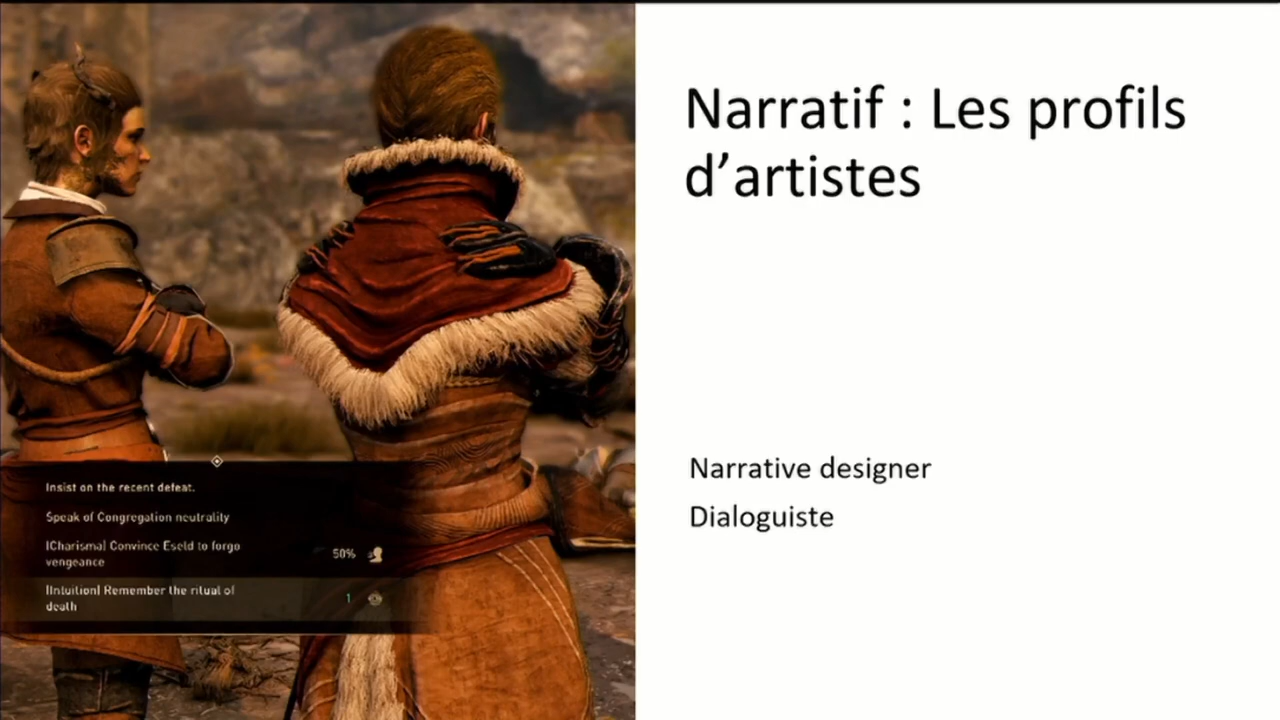 Narratif : Les profils
d’artistes
Narrative designer
Dialoguiste
Insist on the recent defeat.
Speak of Congregation neutrality
[Charisma] Convince Eseld to forgo
vengeance
50%
[Intuition] Remember the ritual of
death
1